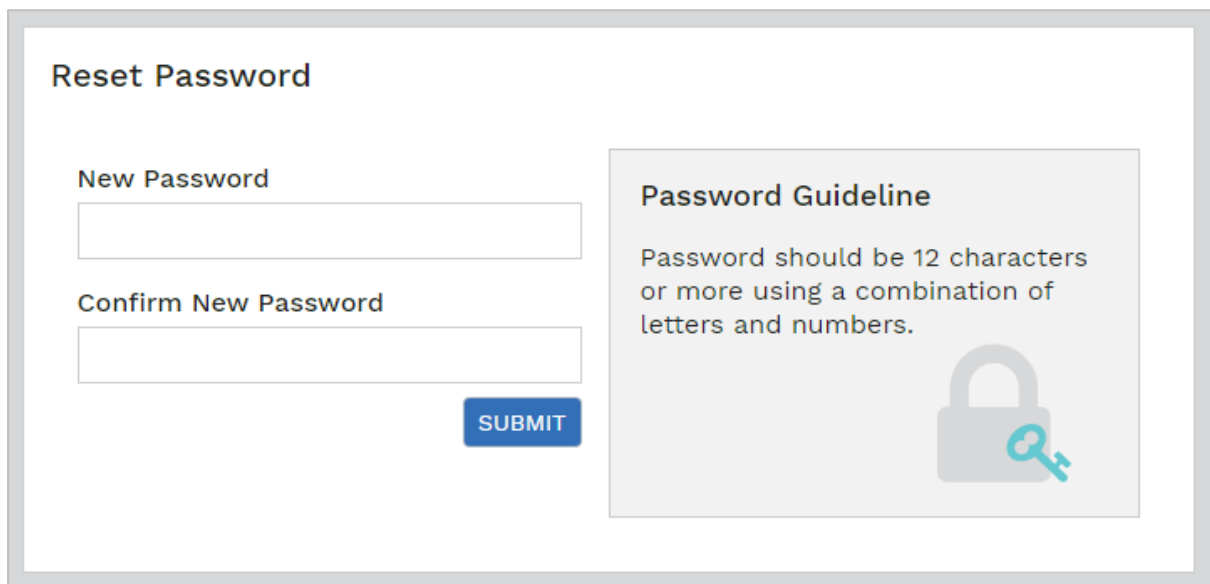 Reset Password
New Password
Confirm New Password
SUBMIT
Password Guideline
Password should be 12 characters
or more using a combination of
letters and numbers.